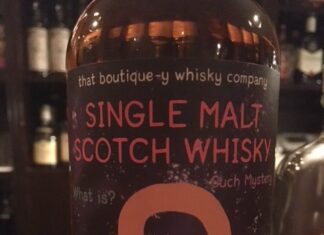 that boutique-y whisky company
SINGLE MALT
SCOTCH WHISKY
Such Mystery
What is?